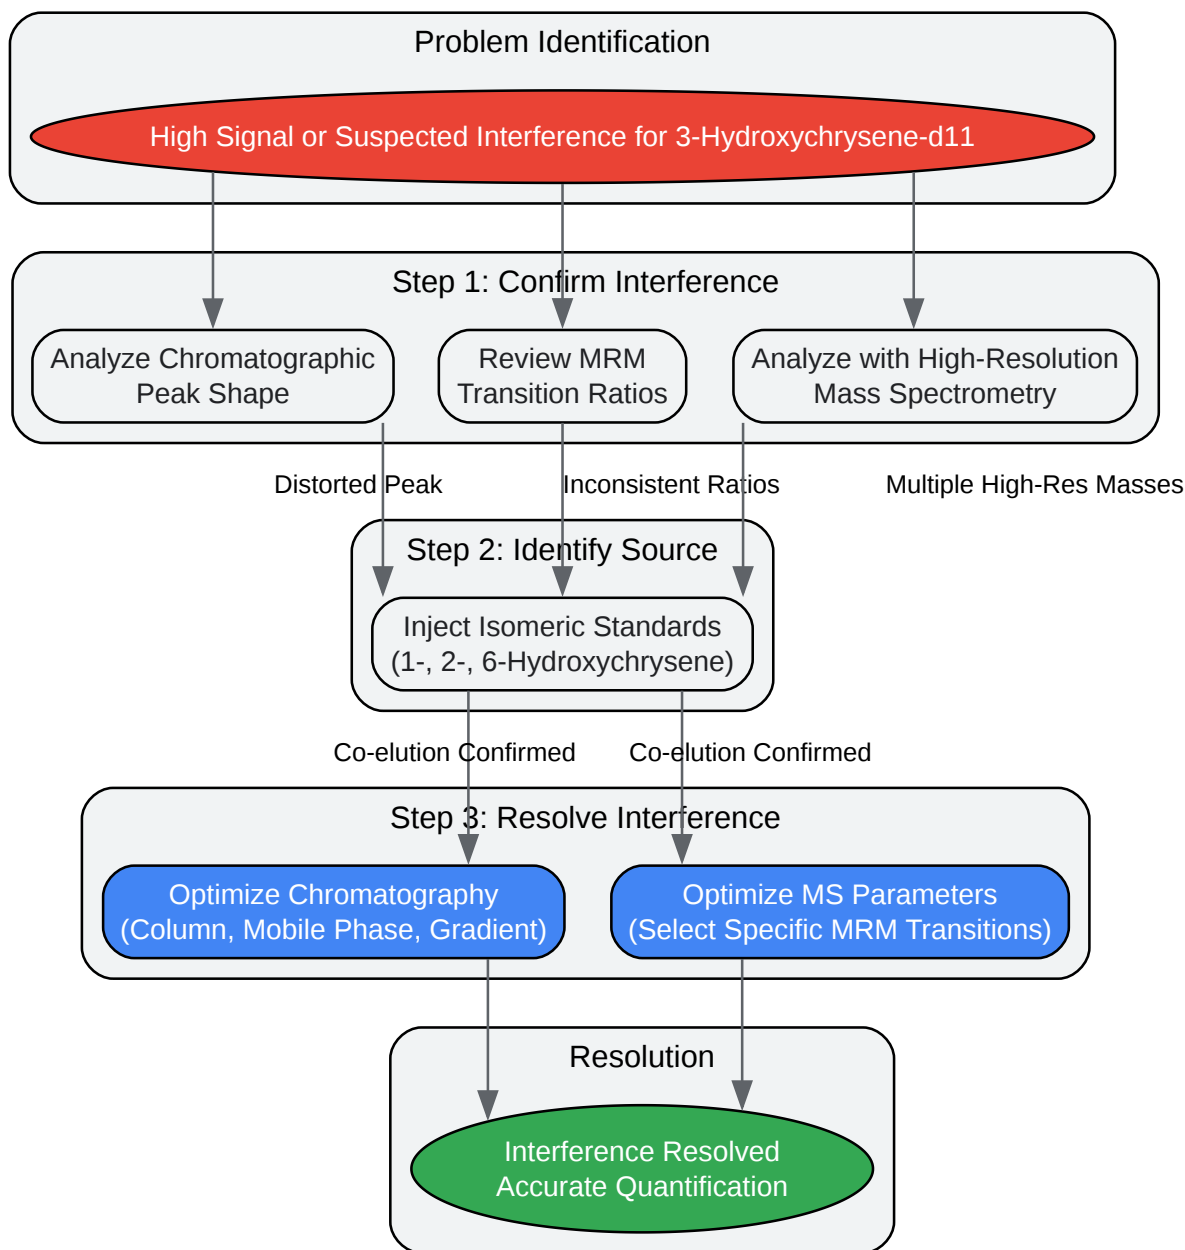 Problem Identification
High Signal or Suspected Interference for 3-Hydroxychrysene-d11
Step 1: Confirm Interference
Analyze Chromatographic
Peak Shape
Review MRM
Transition Ratios
Analyze with High-Resolution
Mass Spectrometry
Distorted Peak
Inconsistent Ratios
Multiple High-Res Masses
Step 2: Identify Source
Inject Isomeric Standards
(1-, 2-, 6-Hydroxychrysene)
Co-elution Confirmed
Co-elution Confirmed
Step 3: Resolve Interference
Optimize Chromatography
(Column, Mobile Phase, Gradient)
Optimize MS Parameters
(Select Specific MRM Transitions)
Resolution
Interference Resolved
Accurate Quantification